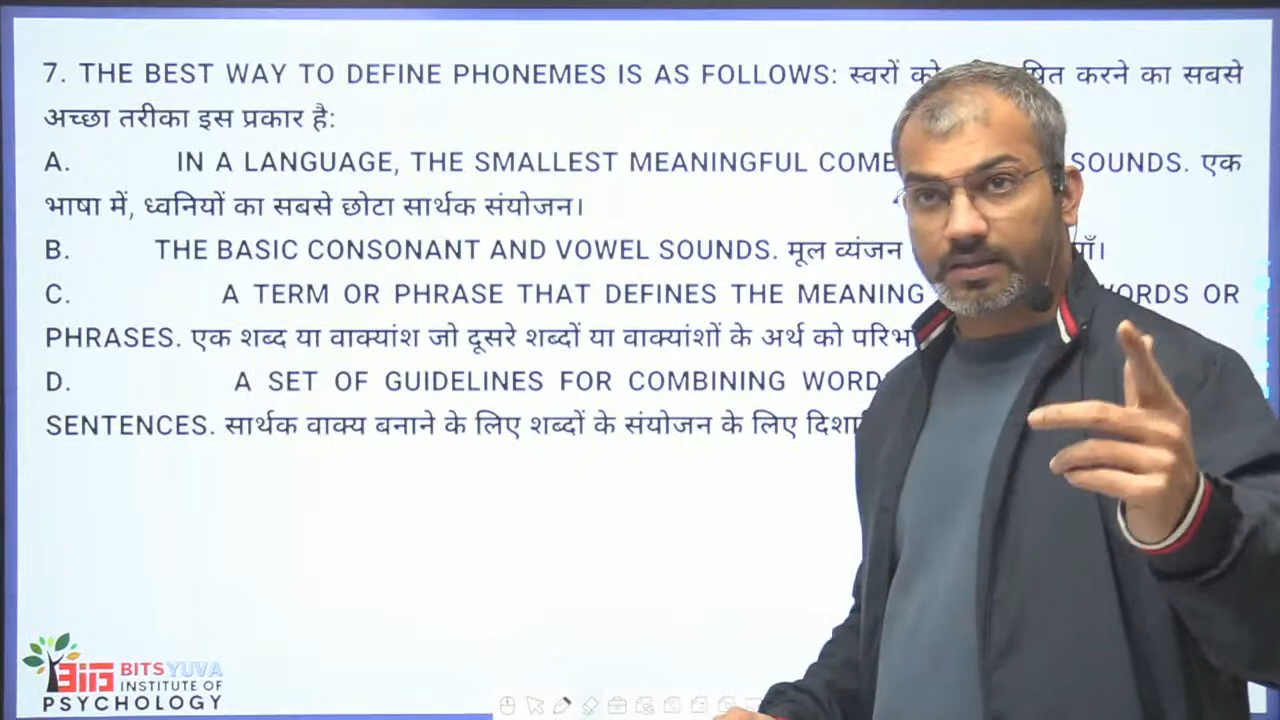 7. THE BEST WAY TO DEFINE PHONEMES IS AS FOLLOWS: स्वरों को करने का सबसे
अच्छा तरीका इस प्रकार है:
A. IN A LANGUAGE, THE SMALLEST MEANINGFUL SOUNDS. एक
भाषा में, ध्वनियों का सबसे छोटा सार्थक संयोजन।
B. THE BASIC CONSONANT AND VOWEL SOUNDS. मूल व्यंजन
C. A TERM OR PHRASE THAT DEFINES THE MEANING OR
PHRASES. एक शब्द या वाक्यांश जो दूसरे शब्दों या वाक्यांशों के अर्थ को
D. A SET OF GUIDELINES FOR COMBINING
SENTENCES. सार्थक वाक्य बनाने के लिए शब्दों के संयोजन के लिए
BITS YUVA
INSTITUTE OF
PSYCHOLOGY